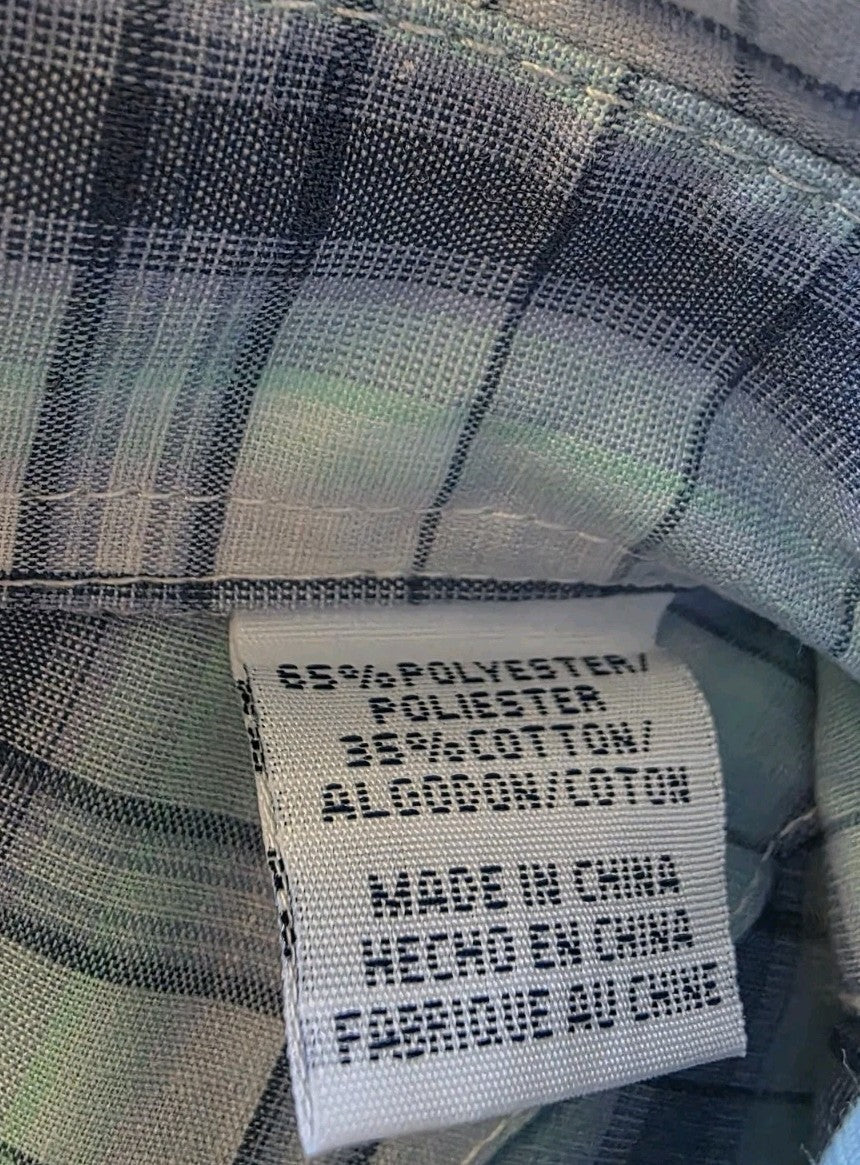 65%POLYESTER/
POLIESTER
35%COTTON/
ALGODON/COTON
MADE IN CHINA
HECHO EN CHINA
FABRIQUE AU CHINE